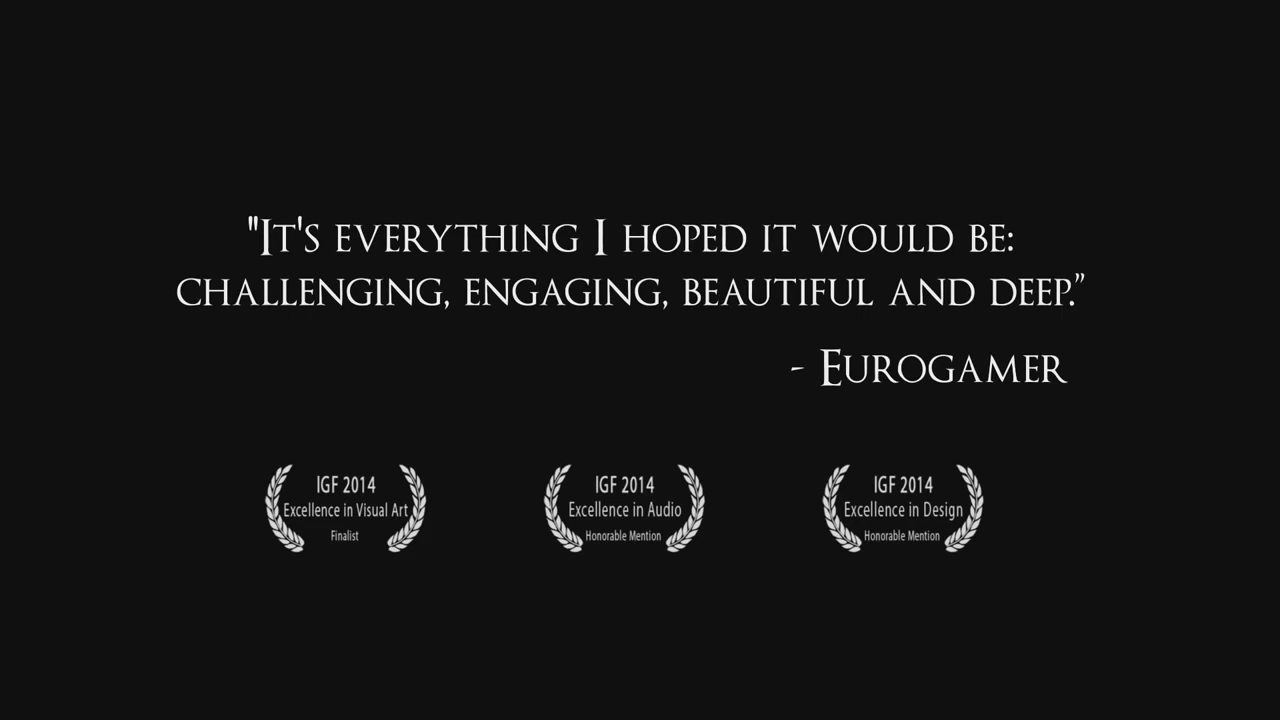 "It's everything I hoped it would be:
challenging, engaging, beautiful and deep.”
- Eurogamer
IGF 2014
Excellence in Visual Art
Finalist
IGF 2014
Excellence in Audio
Honorable Mention
IGF 2014
Excellence in Design
Honorable Mention